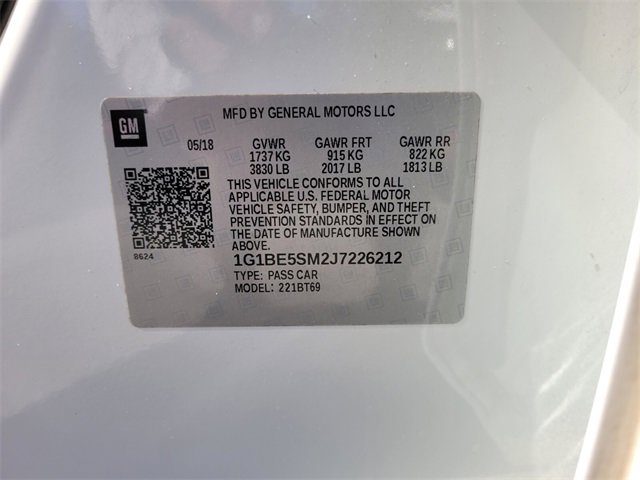 GM
MFD BY GENERAL MOTORS LLC
05/18 GVWR GAWR FRT GAWR RR
1737 KG 915 KG 822 KG
3830 LB 2017 LB 1813 LB
THIS VEHICLE CONFORMS TO ALL
APPLICABLE U.S. FEDERAL MOTOR
VEHICLE SAFETY, BUMPER, AND THEFT
PREVENTION STANDARDS IN EFFECT ON
THE DATE OF MANUFACTURE SHOWN
ABOVE.
8624
1G1BE5SM2J7226212
TYPE: PASS CAR
MODEL: 221BT69